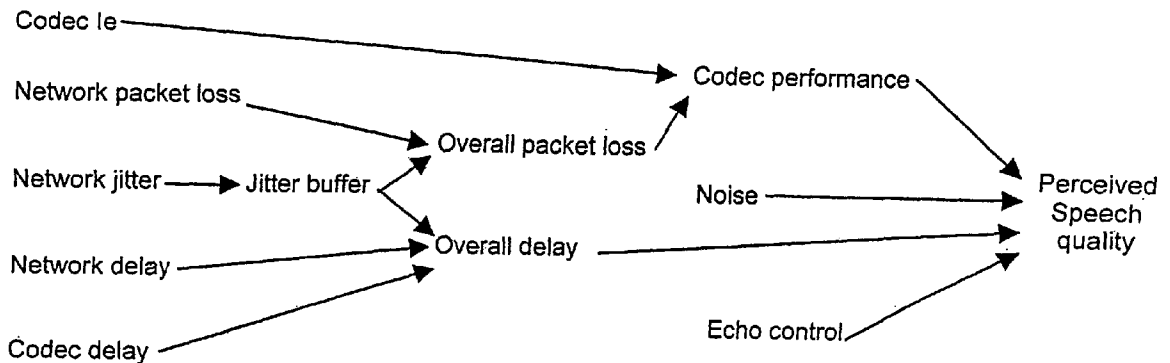 Codec Ie
Network packet loss
Network jitter
Network delay
Codec delay
Jitter buffer
Overall packet loss
Overall delay
Codec performance
Noise
Echo control
Perceived
Speech
quality